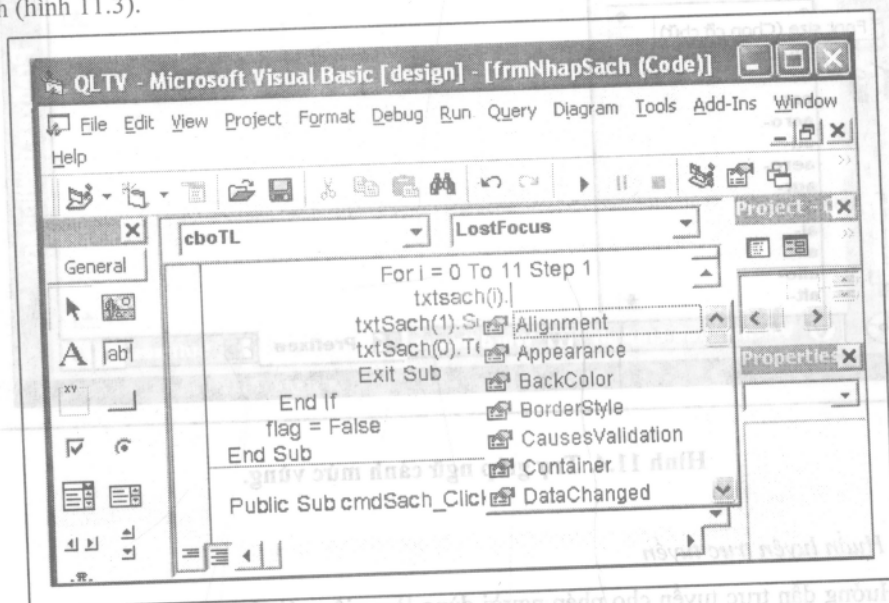 (hình 11.3).
QLTV - Microsoft Visual Basic [design] - [frmNhapSach (Code)]
File Edit View Project Format Debug Run Query Diagram Tools Add-Ins Window
Help
Project -
cboTL LostFocus
General
For i = 0 To 11 Step 1
txtsach(i).
txtSach(1).S Alignment
txtSach(0).T Appearance
Exit Sub BackColor
End If BorderStyle
flag = False CausesValidation
End Sub Container
Public Sub cmdSach_Clic DataChanged
Properties
A ab
XY